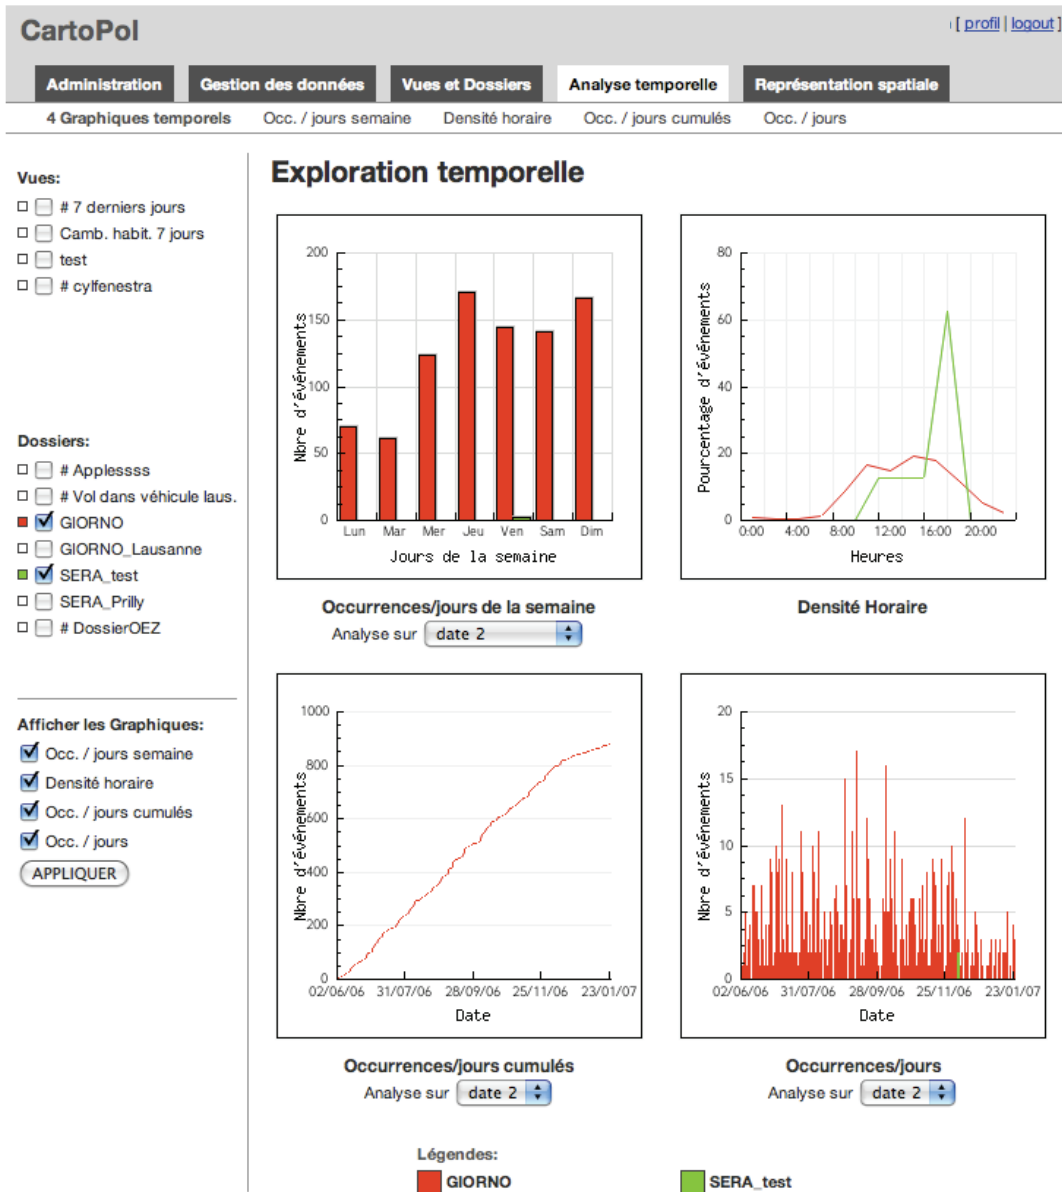 CartoPol
[ profil | logout ]
Administration Gestion des données Vues et Dossiers Analyse temporelle Représentation spatiale
4 Graphiques temporels Occ. / jours semaine Densité horaire Occ. / jours cumulés Occ. / jours
Vues:
# 7 derniers jours
Camb. habit. 7 jours
test
# cylfenestra
Dossiers:
# Applessss
# Vol dans véhicule laus.
GIORNO
GIORNO_Lausanne
SERA_test
SERA_Prilly
# DossierOEZ
Afficher les Graphiques:
Occ. / jours semaine
Densité horaire
Occ. / jours cumulés
Occ. / jours
APPLIQUER
Exploration temporelle
200
150
100
50
0
Nbre d'événements
Lun Mar Mer Jeu Ven Sam Dim
Jours de la semaine
Occurrences/jours de la semaine
Analyse sur date 2
80
60
40
20
0
Pourcentage d'événements
0:00 4:00 8:00 12:00 16:00 20:00
Heures
Densité Horaire
1000
800
600
400
200
0
Nbre d'événements
02/06/06 31/07/06 28/09/06 25/11/06 23/01/07
Date
Occurrences/jours cumulés
Analyse sur date 2
20
15
10
5
0
Nbre d'événements
02/06/06 31/07/06 28/09/06 25/11/06 23/01/07
Date
Occurrences/jours
Analyse sur date 2
Légendes:
GIORNO SERA_test